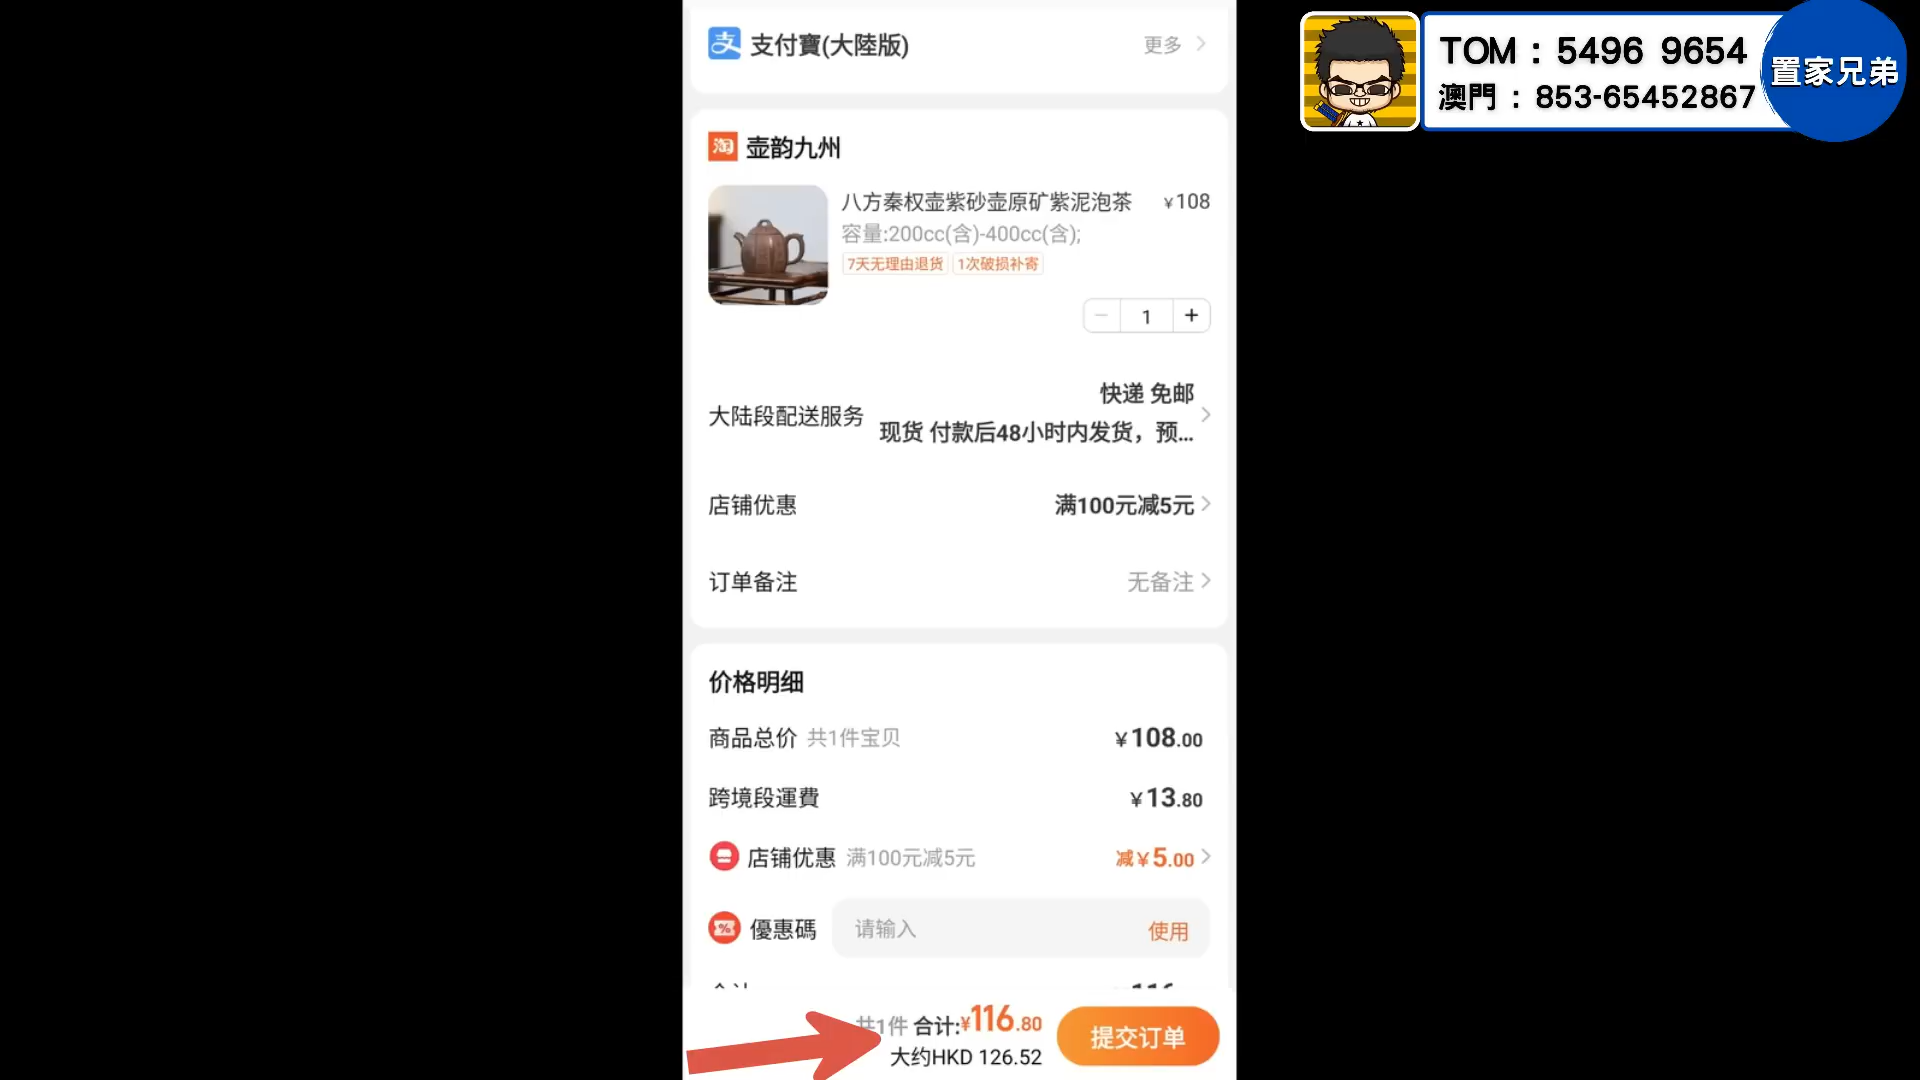 支付寶(大陸版)
更多
淘 壶韵九州
八方秦权壶紫砂壶原矿紫泥泡茶 ¥108
容量:200cc(含)-400cc(含);
7天无理由退货 1次破损补寄
1 +
大陆段配送服务
快递 免邮
现货 付款后48小时内发货，预...
店铺优惠 满100元减5元
订单备注 无备注
价格明细
商品总价 共1件宝贝 ¥108.00
跨境段運費 ¥13.80
店铺优惠 满100元减5元 减¥5.00
優惠碼 请输入 使用
共1件 合计:¥116.80
大约HKD 126.52
提交订单
TOM : 5496 9654
澳門 : 853-65452867
置家兄弟